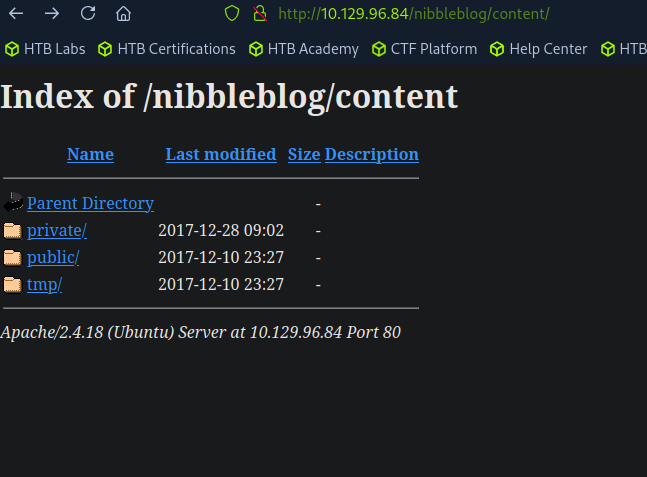 http://10.129.96.84/nibbleblog/content/
HTB Labs HTB Certifications HTB Academy CTF Platform Help Center HTB
Index of /nibbleblog/content
Name Last modified Size Description
Parent Directory -
private/ 2017-12-28 09:02 -
public/ 2017-12-10 23:27 -
tmp/ 2017-12-10 23:27 -
Apache/2.4.18 (Ubuntu) Server at 10.129.96.84 Port 80